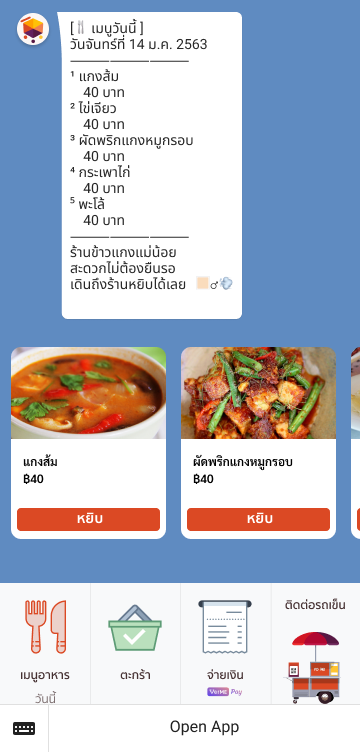 [🍴 เมนูวันนี้ ]
วันจันทร์ที่ 14 ม.ค. 2563
———————————
¹ แกงส้ม
40 บาท
² ไข่เจียว
40 บาท
³ ผัดพริกแกงหมูกรอบ
40 บาท
⁴ กระเพาไก่
40 บาท
⁵ พะโล้
40 บาท
———————————
ร้านข้าวแกงแม่น้อย
สะดวกไม่ต้องยืนรอ
เดินถึงร้านหยิบได้เลย 🏼♂💨
แกงส้ม
฿40
หยิบ
ผัดพริกแกงหมูกรอบ
฿40
หยิบ
เมนูอาหาร
วันนี้
ตะกร้า
จ่ายเงิน
VerME Pay
ติดต่อรถเข็น
Open App